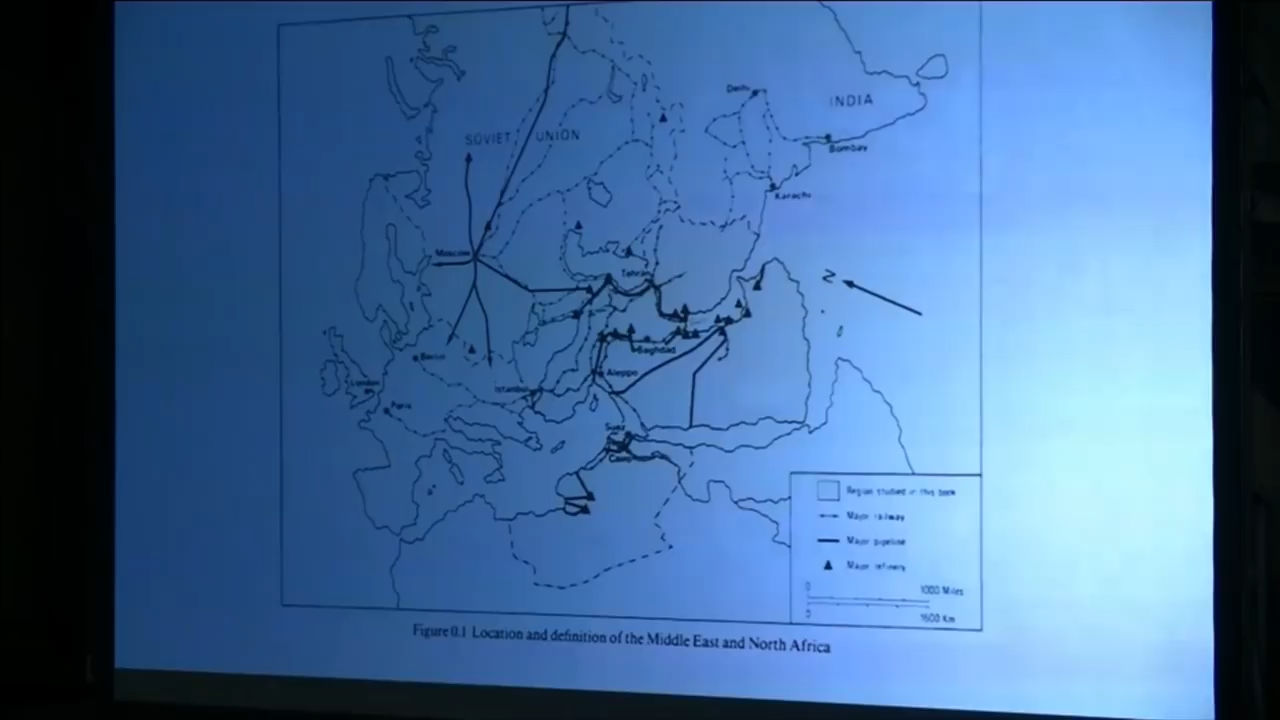 Delhi
INDIA
SOVIET UNION
Bombay
Karachi
Moscow
Tehran
N
Baghdad
Berlin
Aleppo
London
Istanbul
Paris
Suez
Cairo
Region studied in this book
Major railway
Major pipeline
Major refinery
0 1000 Miles
0 1600 Km
Figure 0.1 Location and definition of the Middle East and North Africa